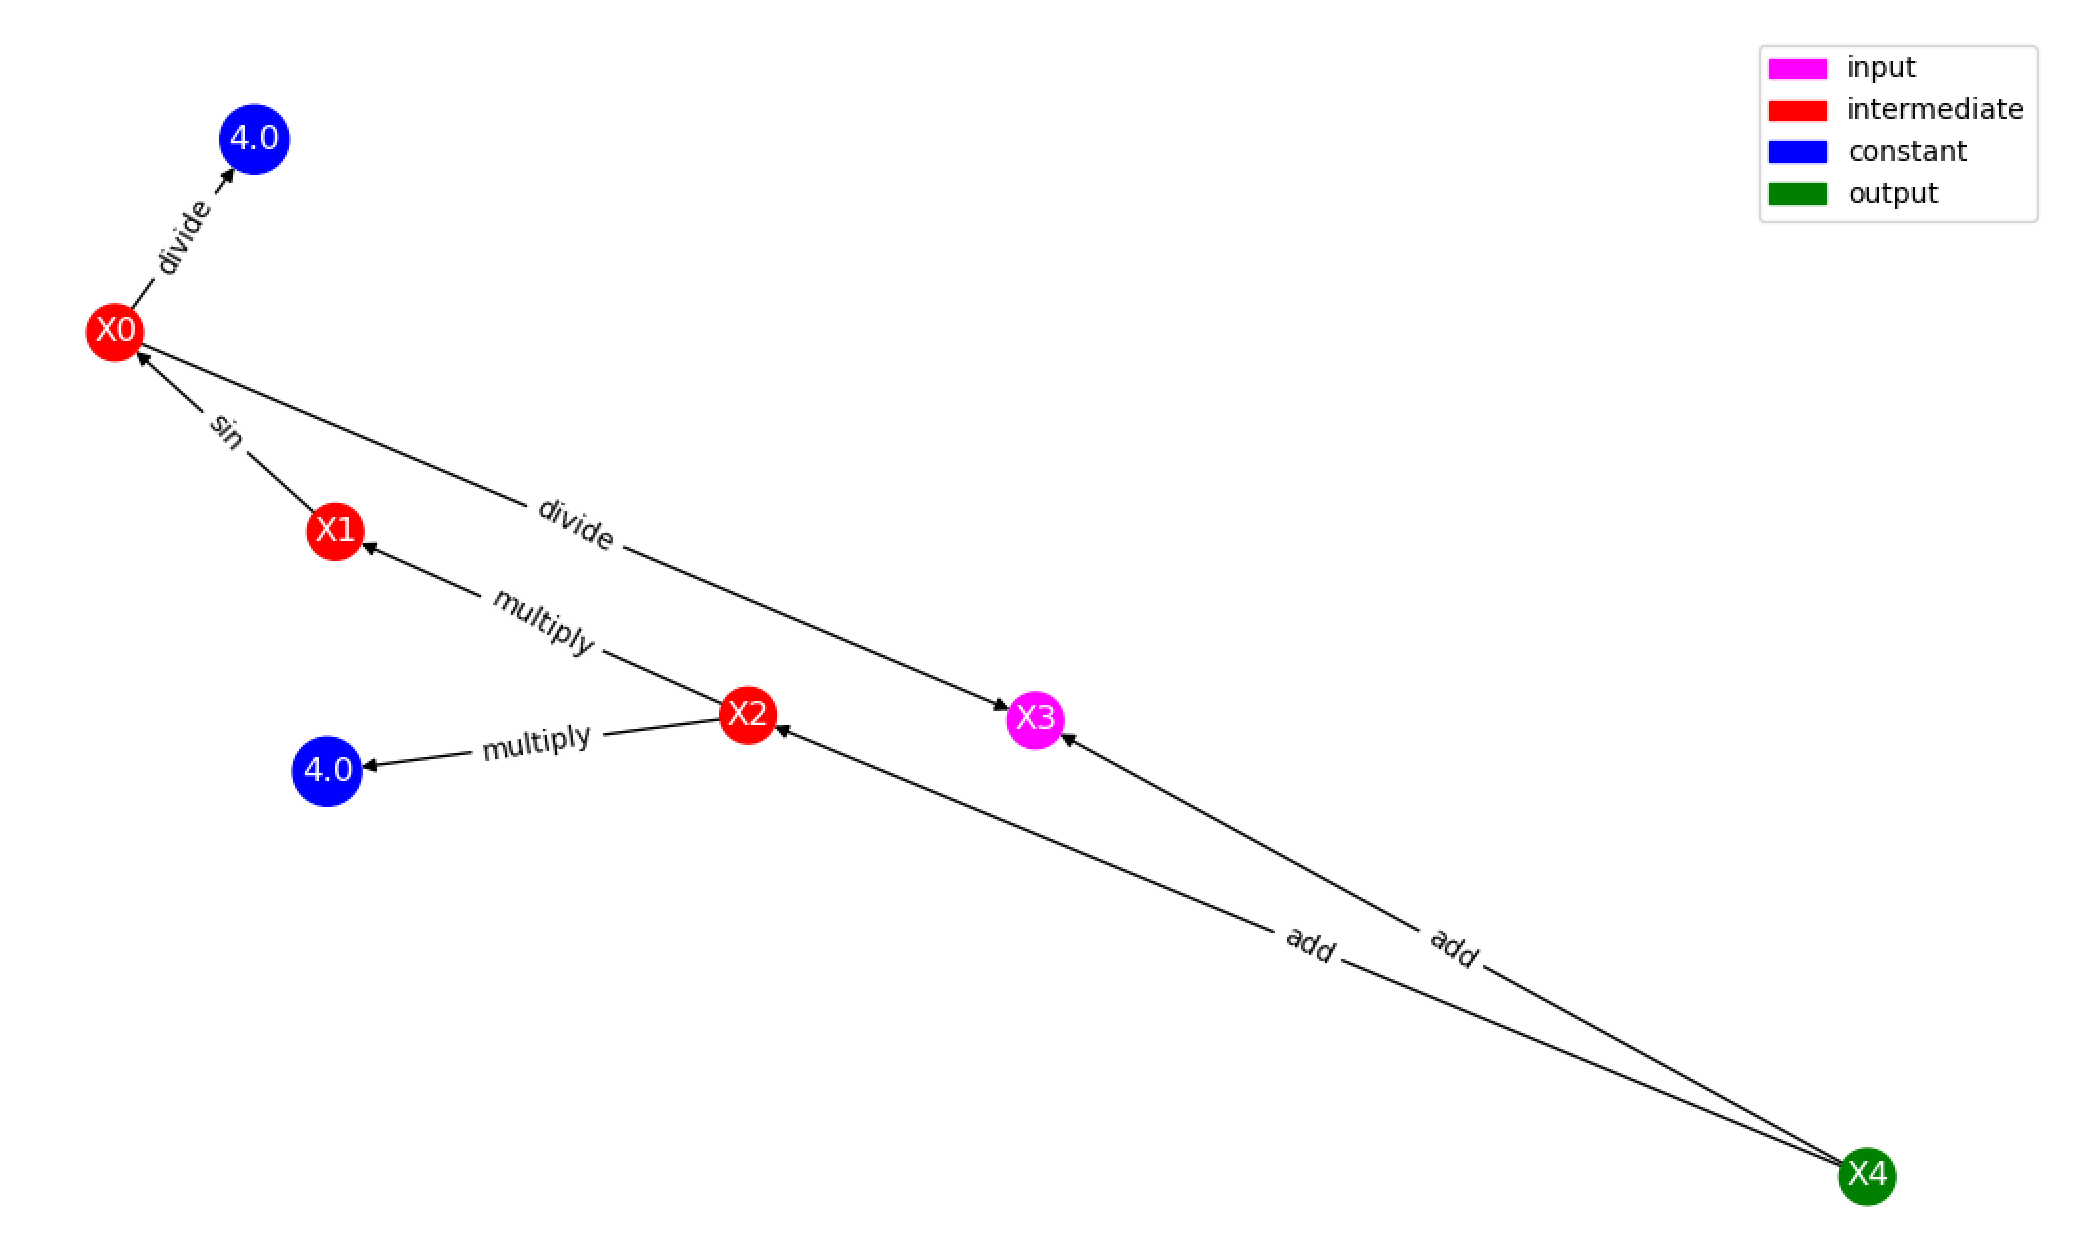 input
intermediate
constant
output
4.0
divide
X0
sin
divide
X1
multiply
X2
X3
multiply
4.0
add
add
X4